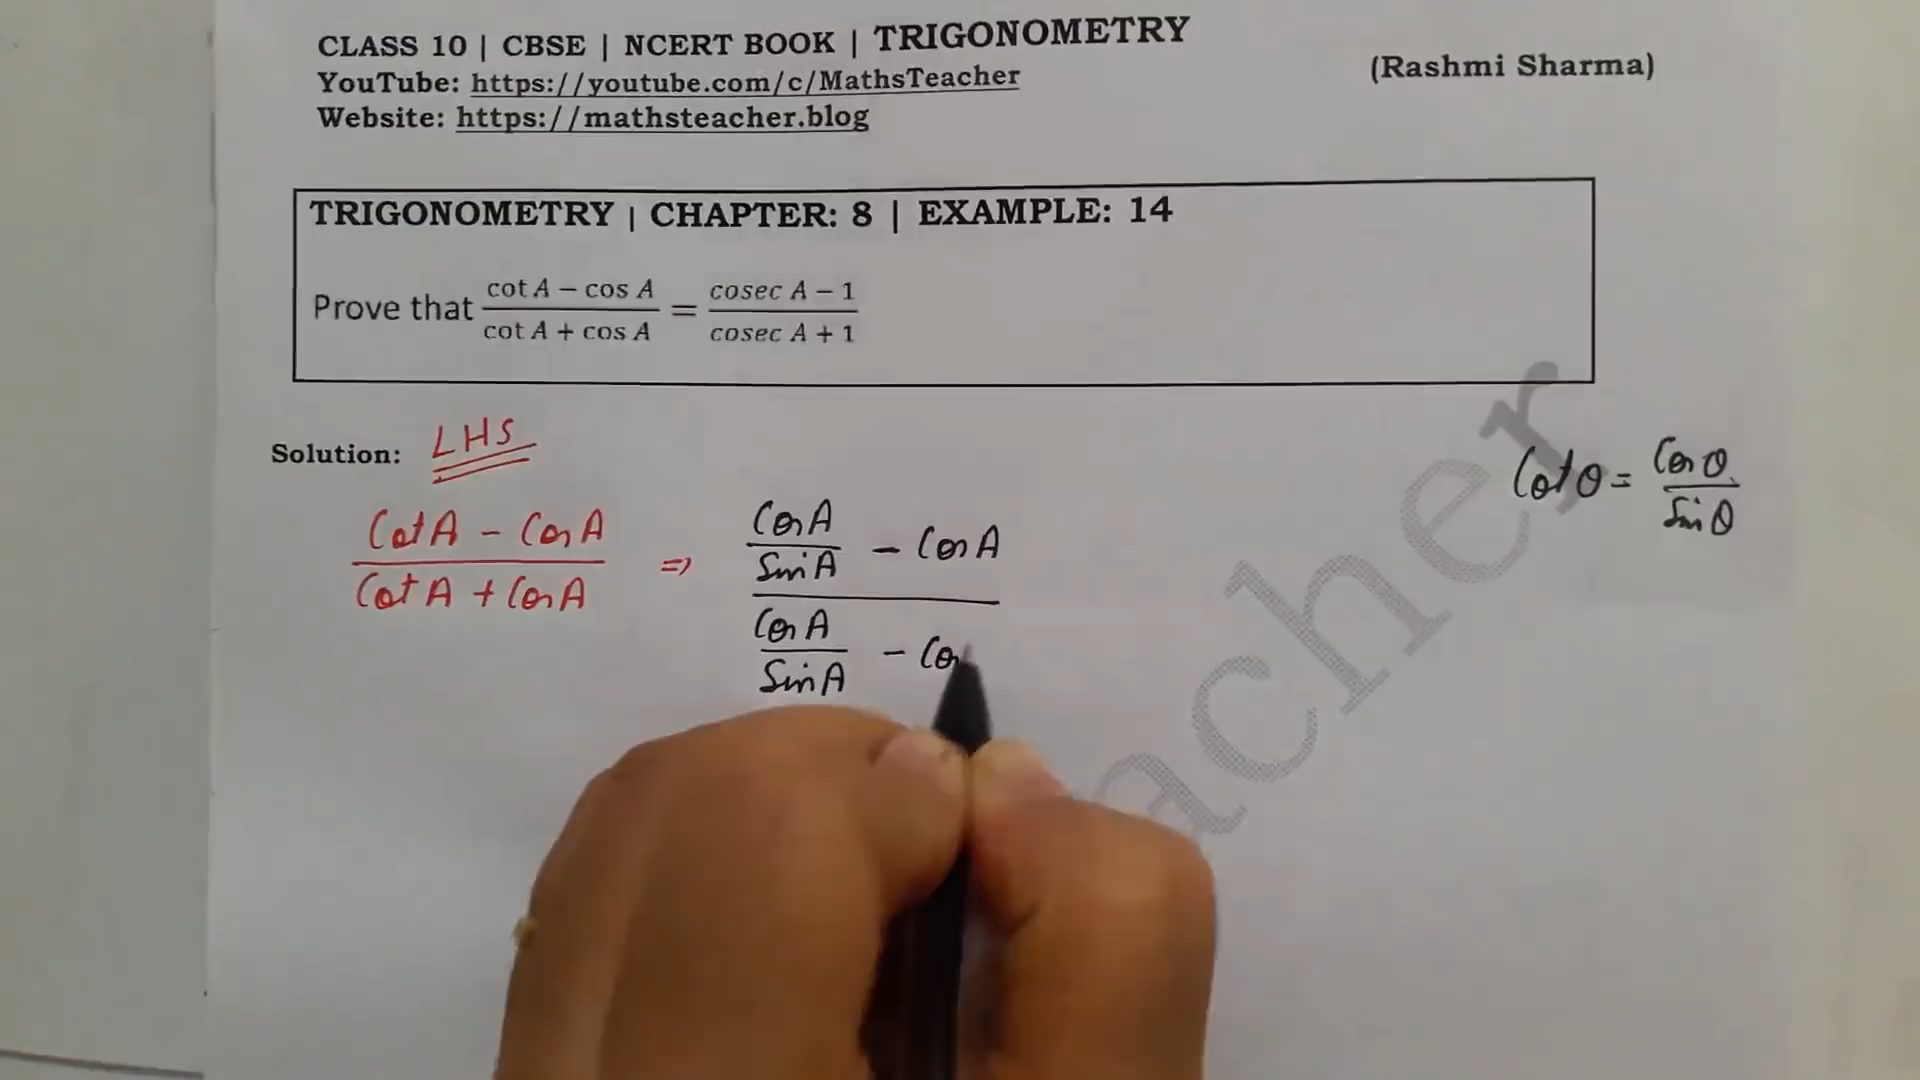 CLASS 10 | CBSE | NCERT BOOK | TRIGONOMETRY
(Rashmi Sharma)
YouTube: https://youtube.com/c/MathsTeacher
Website: https://mathsteacher.blog
TRIGONOMETRY | CHAPTER: 8 | EXAMPLE: 14
Prove that (cot A − cos A)/(cot A + cos A) = (cosec A − 1)/(cosec A + 1)
Solution: LHS
(Cot A − Cos A)/(Cot A + Cos A) ⇒ (Cos A/Sin A − Cos A)/(Cos A/Sin A − Cos
Cot θ = Cos θ/Sin θ
acher